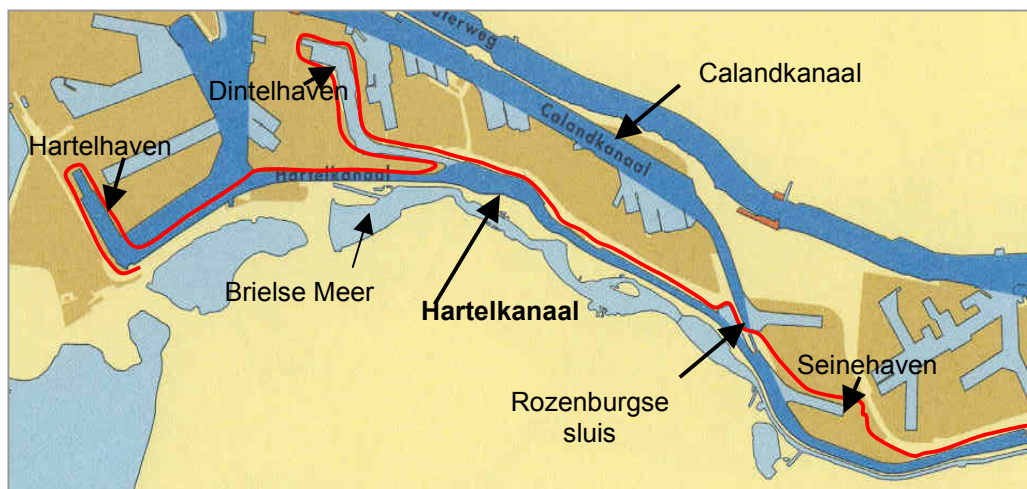 Calandkanaal
Dintelhaven
Calandkanaal
Hartelhaven
Hartelkanaal
Brielse Meer
Hartelkanaal
Seinehaven
Rozenburgse
sluis